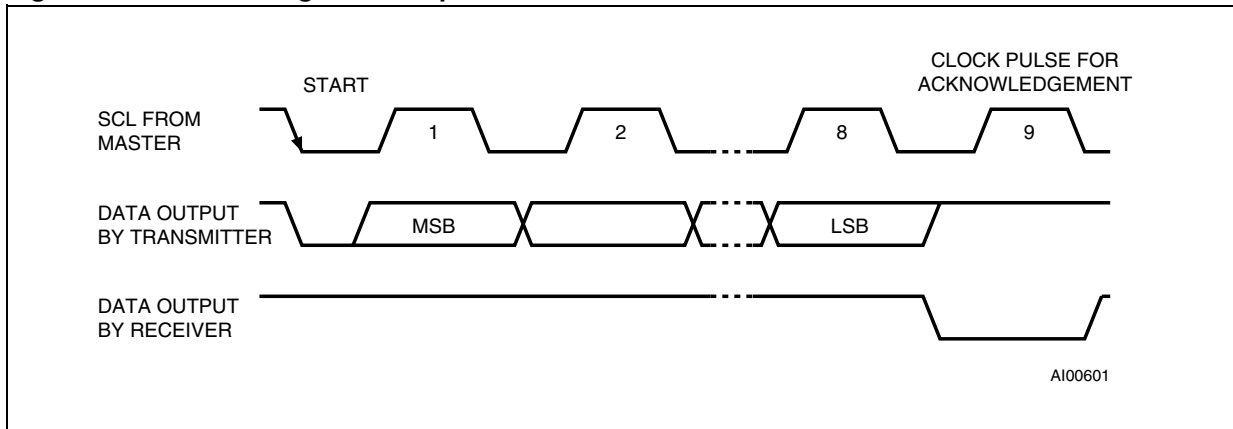 START
CLOCK PULSE FOR
ACKNOWLEDGEMENT
SCL FROM
MASTER
1
2
8
9
DATA OUTPUT
BY TRANSMITTER
MSB
LSB
DATA OUTPUT
BY RECEIVER
AI00601